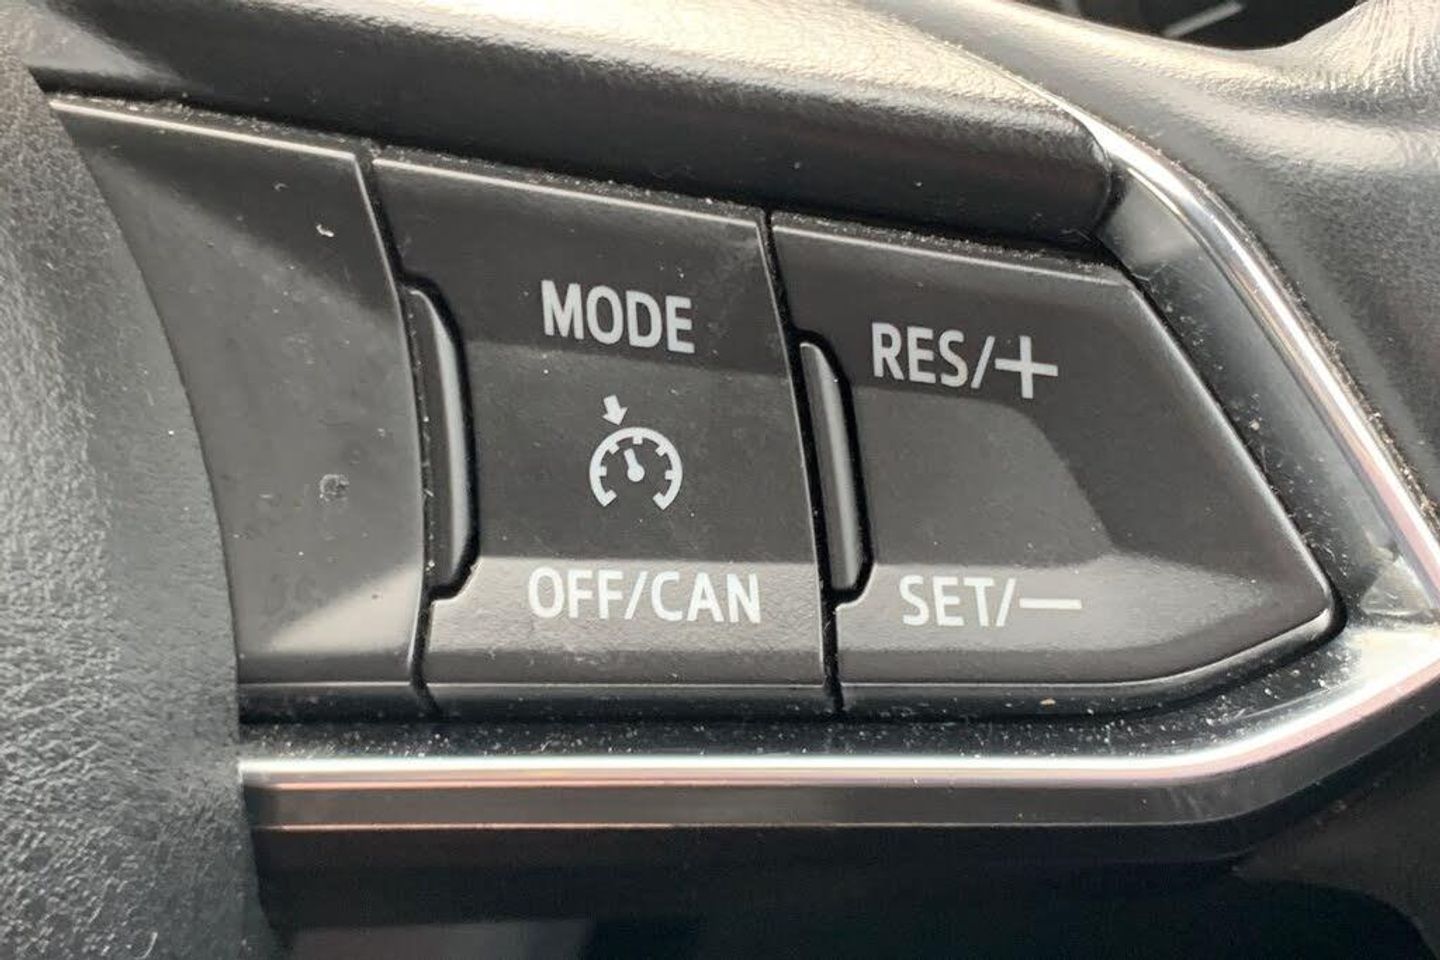 MODE
RES/+
OFF/CAN
SET/—